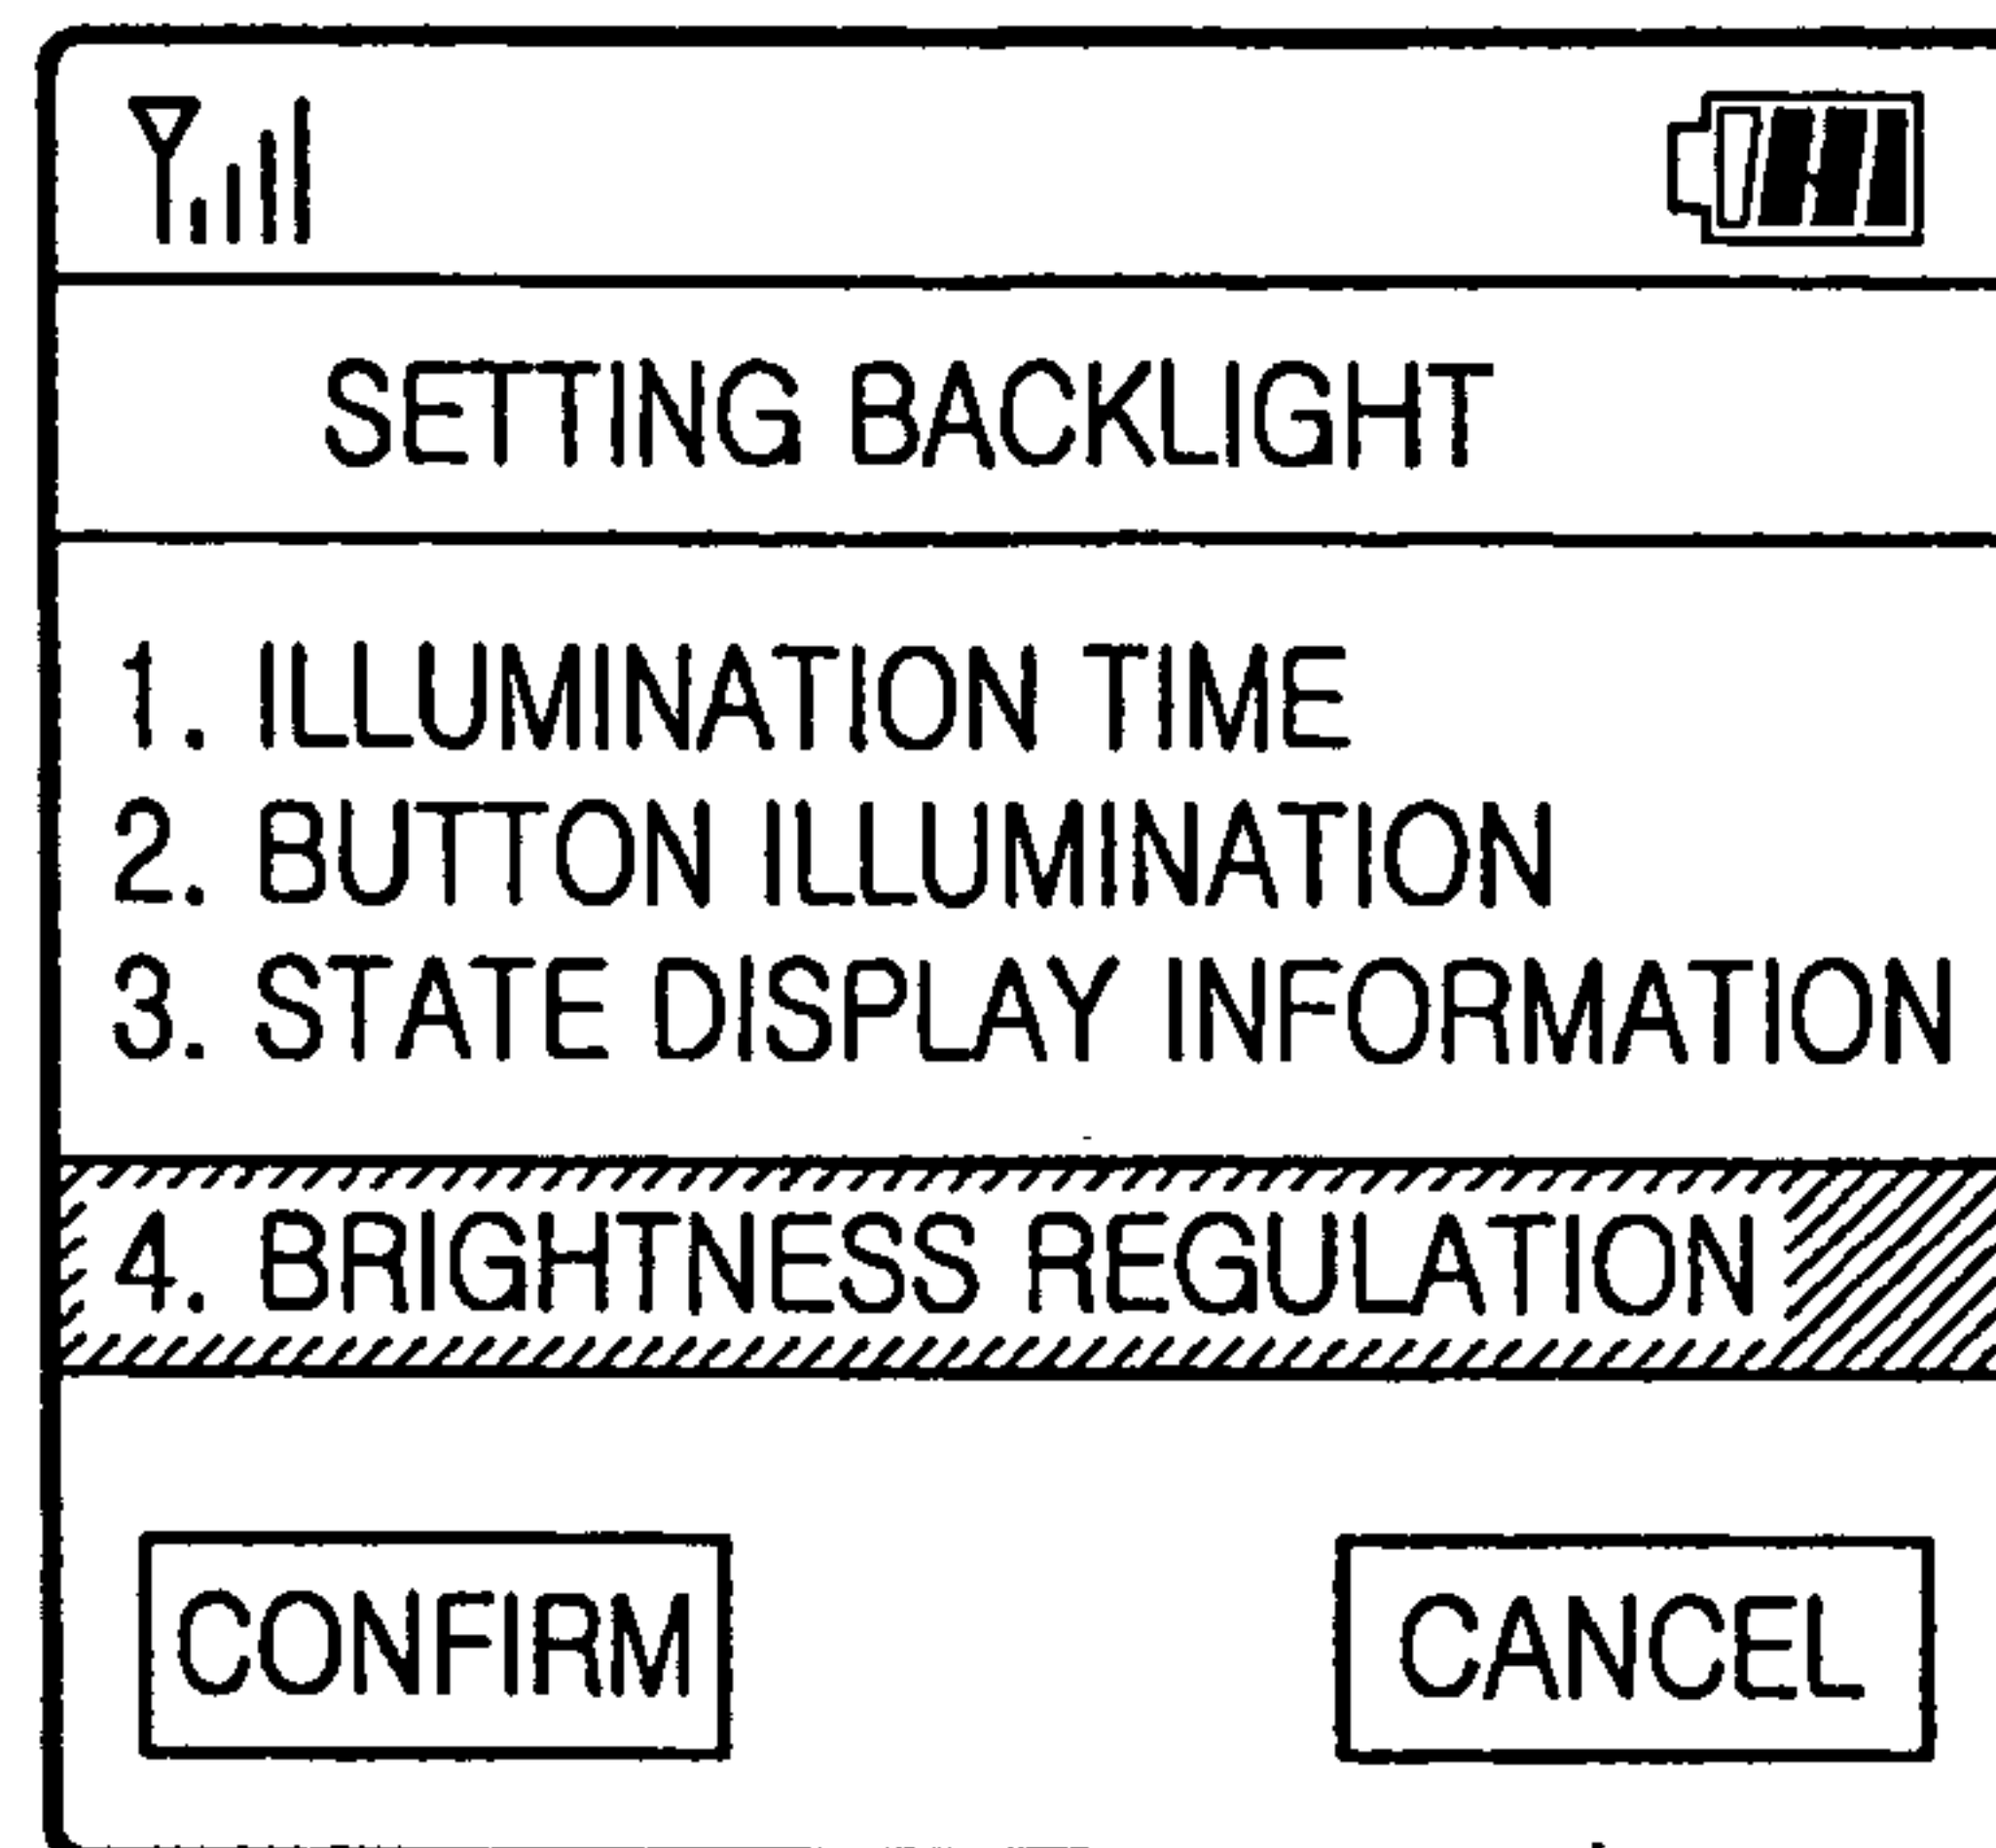 SETTING BACKLIGHT
1. ILLUMINATION TIME
2. BUTTON ILLUMINATION
3. STATE DISPLAY INFORMATION
4. BRIGHTNESS REGULATION
CONFIRM CANCEL